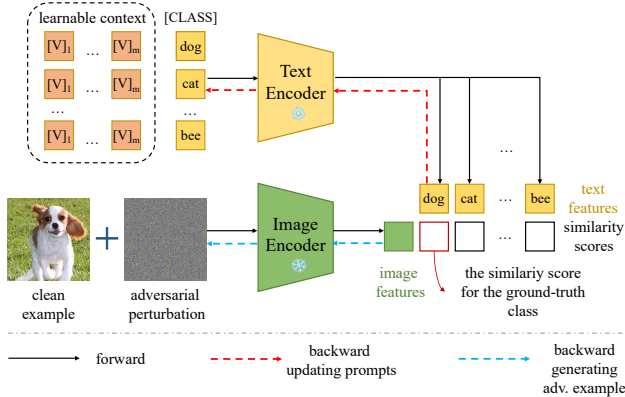 learnable context [CLASS]
[V]1 ... [V]m dog
[V]1 ... [V]m cat
... ...
[V]1 ... [V]m bee
Text
Encoder
...
dog cat ... bee
text
features
similarity
scores
...
Image
Encoder
image
features
the similariy score
for the ground-truth
class
clean
example
adversarial
perturbation
forward
backward
updating prompts
backward
generating
adv. example